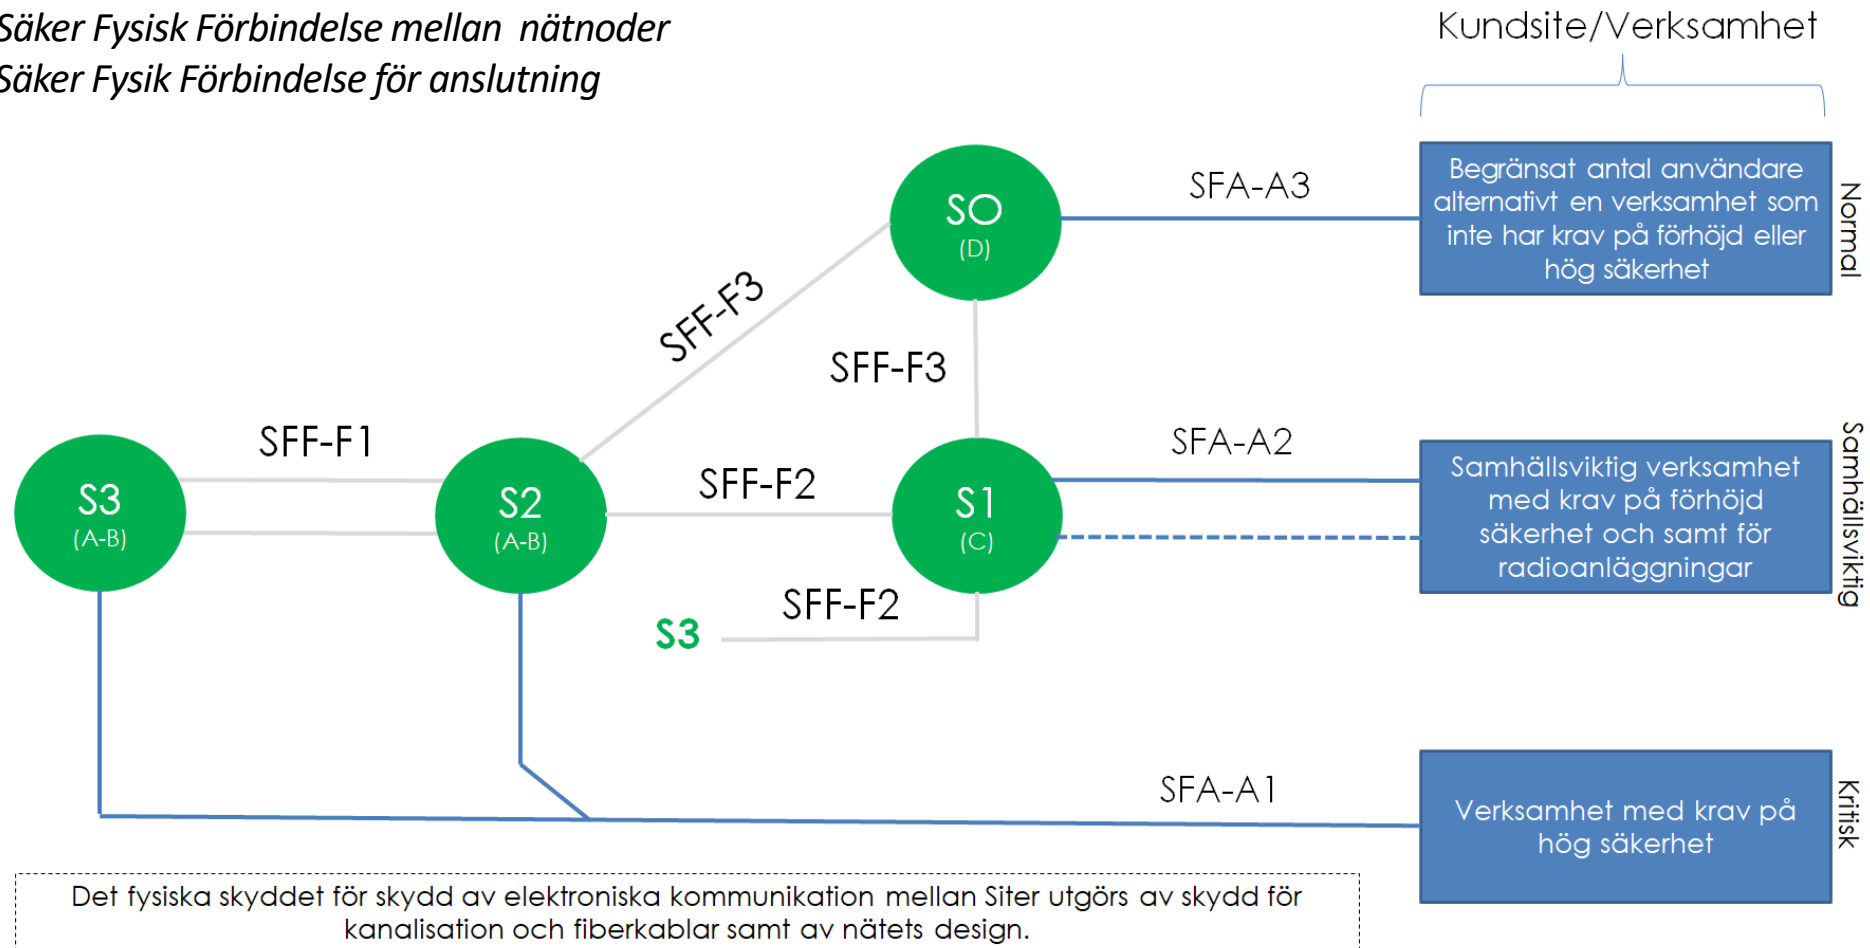 Säker Fysisk Förbindelse mellan nätnoder
Säker Fysik Förbindelse för anslutning
Kundsite/Verksamhet
SO
(D)
SFA-A3
Begränsat antal användare
alternativt en verksamhet som
inte har krav på förhöjd eller
hög säkerhet
Normal
SFF-F3
SFF-F3
SFF-F1
S3
(A-B)
S2
(A-B)
SFF-F2
S1
(C)
SFA-A2
Samhällsviktig verksamhet
med krav på förhöjd
säkerhet och samt för
radioanläggningar
Samhällsviktig
S3
SFF-F2
SFA-A1
Verksamhet med krav på
hög säkerhet
Kritisk
Det fysiska skyddet för skydd av elektroniska kommunikation mellan Siter utgörs av skydd för
kanalisation och fiberkablar samt av nätets design.